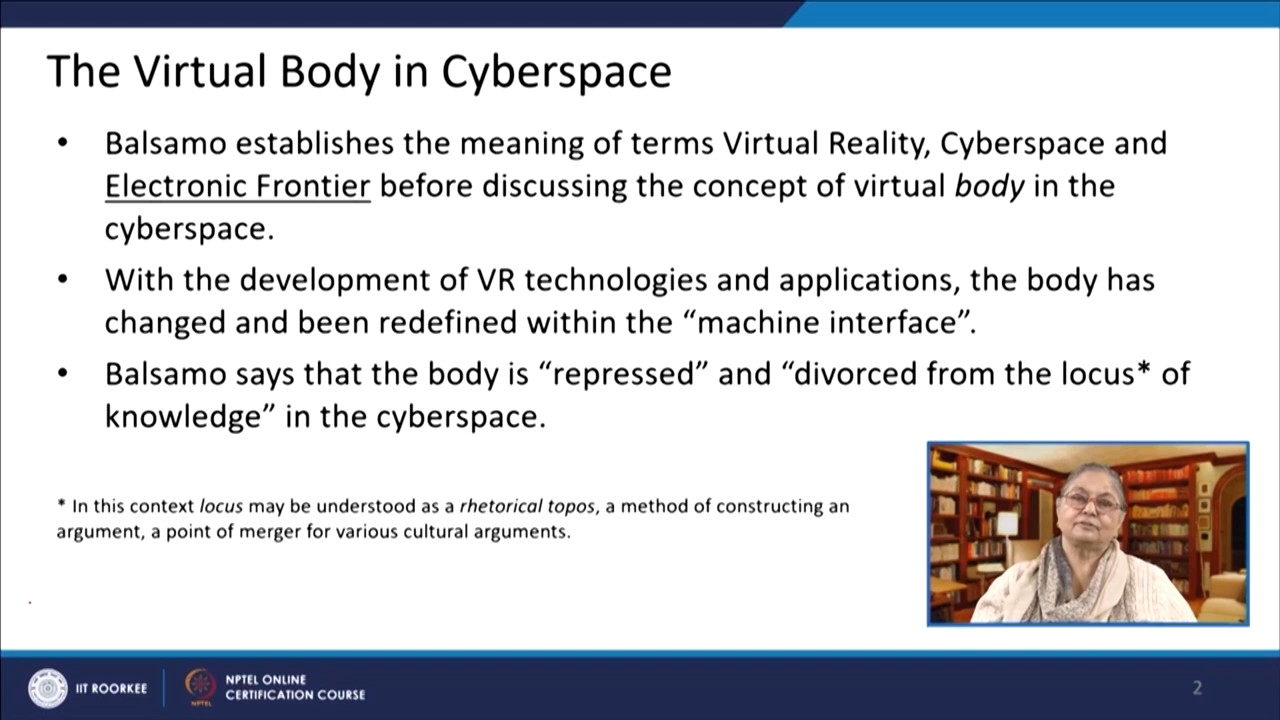 The Virtual Body in Cyberspace
• Balsamo establishes the meaning of terms Virtual Reality, Cyberspace and
Electronic Frontier before discussing the concept of virtual body in the
cyberspace.
• With the development of VR technologies and applications, the body has
changed and been redefined within the “machine interface”.
• Balsamo says that the body is “repressed” and “divorced from the locus* of
knowledge” in the cyberspace.
* In this context locus may be understood as a rhetorical topos, a method of constructing an
argument, a point of merger for various cultural arguments.
IIT ROORKEE
NPTEL
NPTEL ONLINE
CERTIFICATION COURSE
2